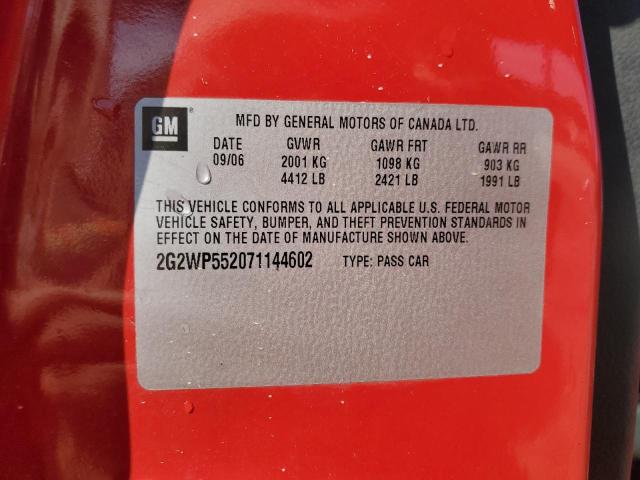 GM ®
MFD BY GENERAL MOTORS OF CANADA LTD.
DATE GVWR GAWR FRT GAWR RR
09/06 2001 KG 1098 KG 903 KG
4412 LB 2421 LB 1991 LB
THIS VEHICLE CONFORMS TO ALL APPLICABLE U.S. FEDERAL MOTOR
VEHICLE SAFETY, BUMPER, AND THEFT PREVENTION STANDARDS IN
EFFECT ON THE DATE OF MANUFACTURE SHOWN ABOVE.
2G2WP552071144602 TYPE: PASS CAR